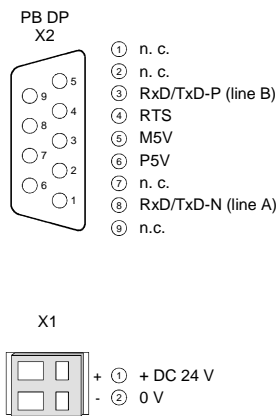 PB DP
X2
① n. c.
② n. c.
③ RxD/TxD-P (line B)
④ RTS
⑤ M5V
⑥ P5V
⑦ n. c.
⑧ RxD/TxD-N (line A)
⑨ n.c.
5
9
4
8
3
7
2
6
1
X1
+ ① + DC 24 V
- ② 0 V